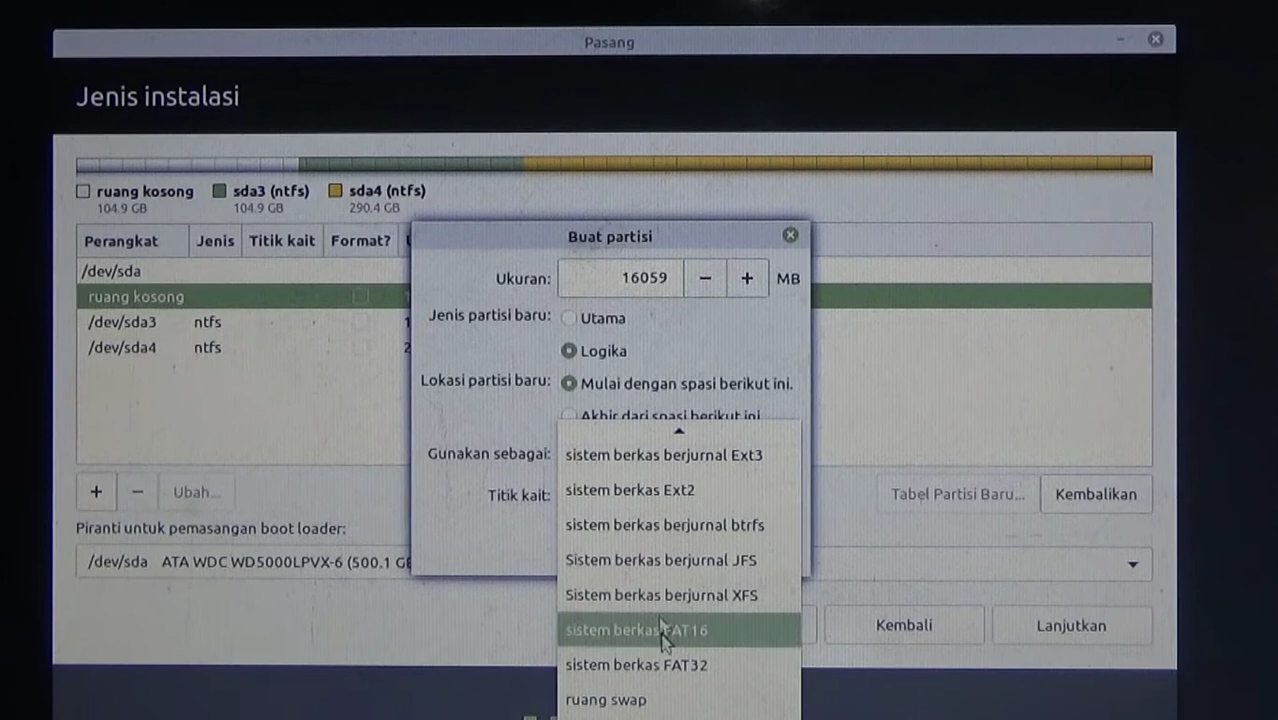 Pasang
Jenis instalasi
ruang kosong sda3 (ntfs) sda4 (ntfs)
104.9 GB 104.9 GB 290.4 GB
Perangkat Jenis Titik kait Format?
/dev/sda
ruang kosong
/dev/sda3 ntfs
/dev/sda4 ntfs
Buat partisi
Ukuran: 16059 MB
Jenis partisi baru: Utama
Logika
Lokasi partisi baru: Mulai dengan spasi berikut ini.
Akhir dari spasi berikut ini
Gunakan sebagai:
Titik kait:
sistem berkas berjurnal Ext3
sistem berkas Ext2
sistem berkas berjurnal btrfs
Sistem berkas berjurnal JFS
Sistem berkas berjurnal XFS
sistem berkas FAT16
sistem berkas FAT32
ruang swap
+ − Ubah... Tabel Partisi Baru... Kembalikan
Piranti untuk pemasangan boot loader:
/dev/sda ATA WDC WD5000LPVX-6 (500.1 GB
Kembali Lanjutkan